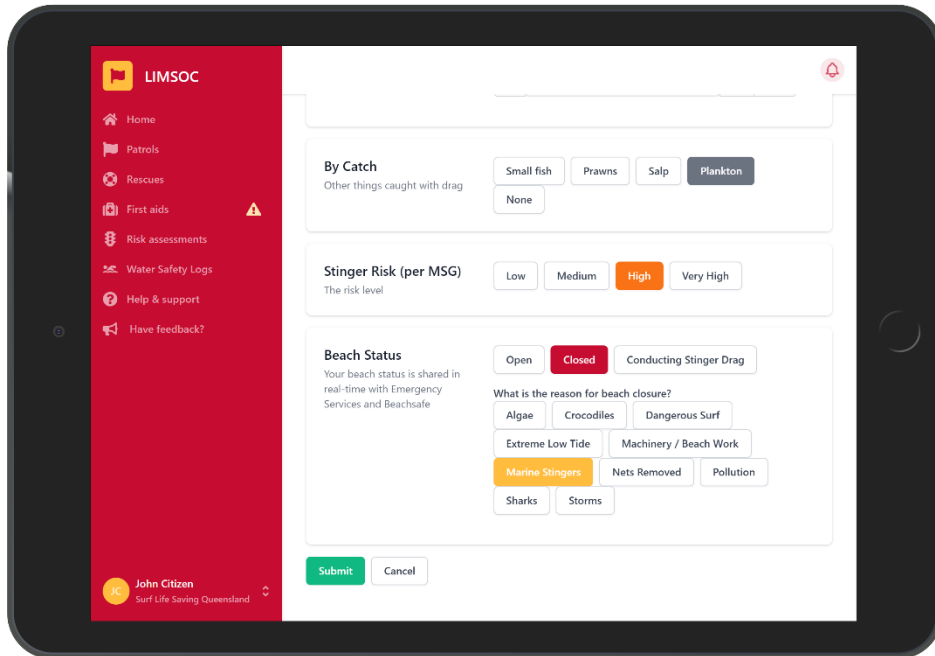 LIMSOC
Home
Patrols
Rescues
First aids
Risk assessments
Water Safety Logs
Help & support
Have feedback?
JC
John Citizen
Surf Life Saving Queensland
By Catch
Other things caught with drag
Small fish
Prawns
Salp
Plankton
None
Stinger Risk (per MSG)
The risk level
Low
Medium
High
Very High
Beach Status
Your beach status is shared in
real-time with Emergency
Services and Beachsafe
Open
Closed
Conducting Stinger Drag
What is the reason for beach closure?
Algae
Crocodiles
Dangerous Surf
Extreme Low Tide
Machinery / Beach Work
Marine Stingers
Nets Removed
Pollution
Sharks
Storms
Submit
Cancel